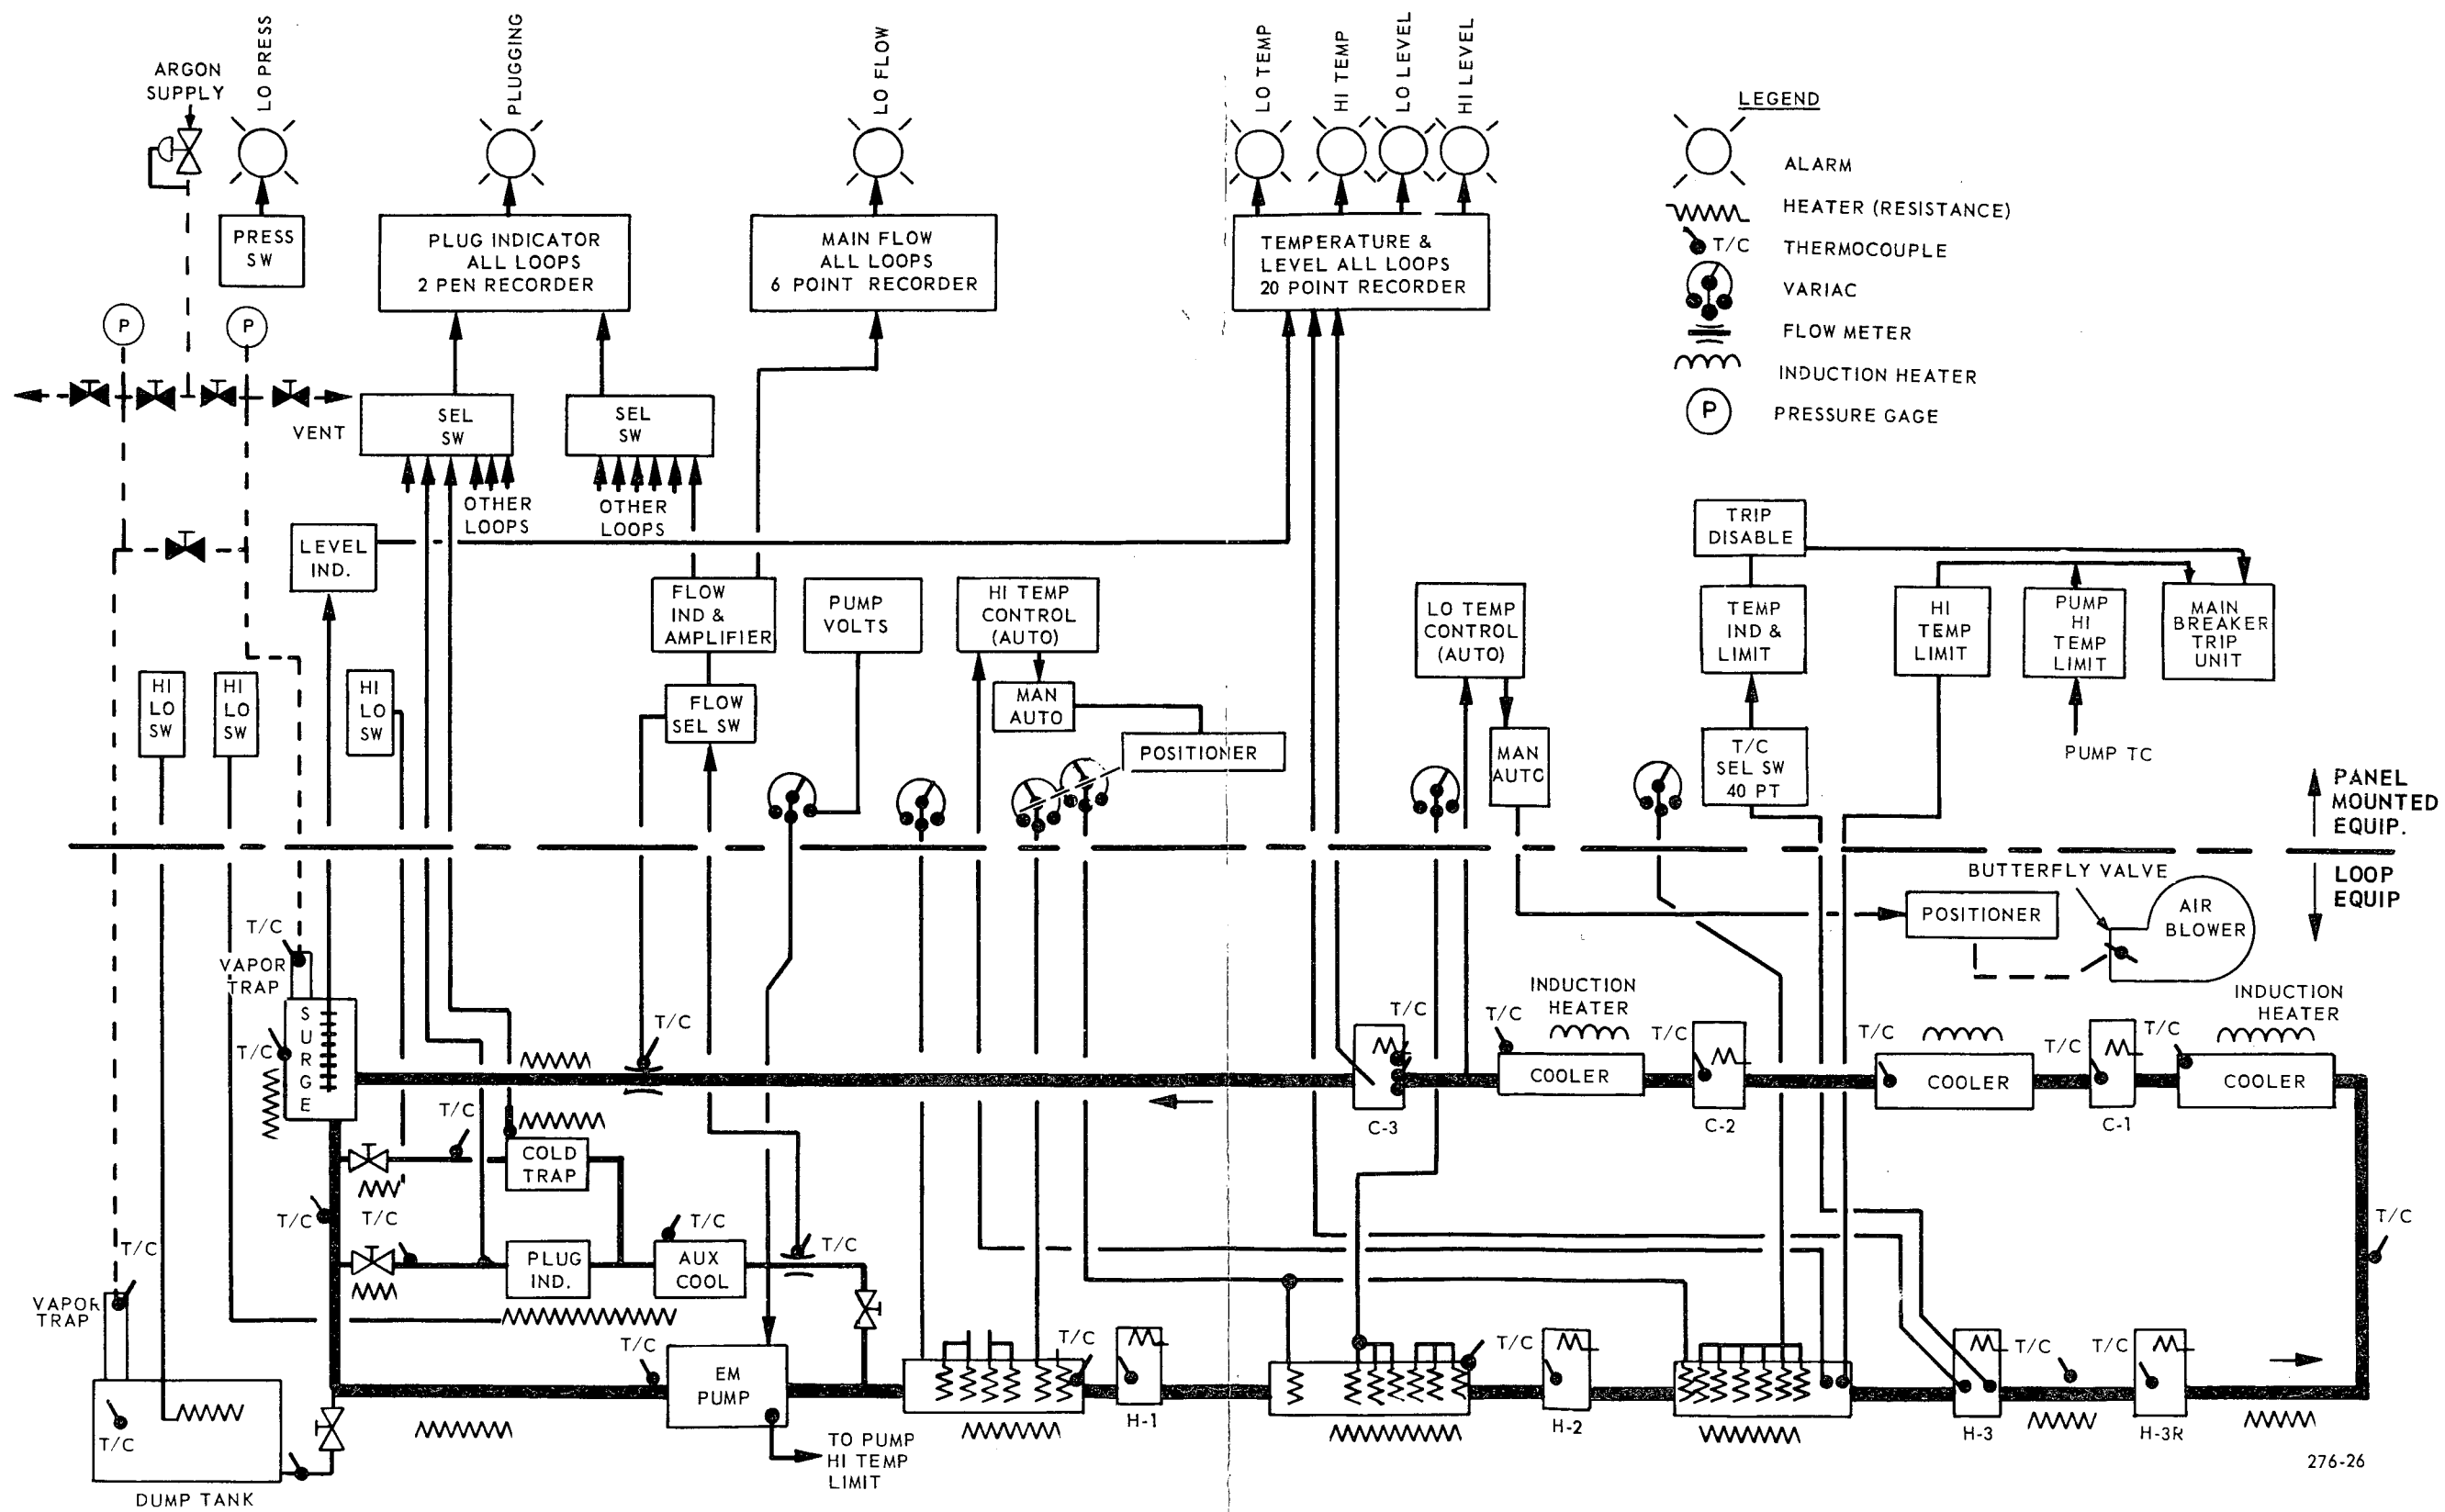 LO PRESS
PLUGGING
LO FLOW
LO TEMP
HI TEMP
LO LEVEL
HI LEVEL
ARGON
SUPPLY
LEGEND
ALARM
HEATER (RESISTANCE)
T/C THERMOCOUPLE
VARIAC
FLOW METER
INDUCTION HEATER
P PRESSURE GAGE
PRESS
SW
PLUG INDICATOR
ALL LOOPS
2 PEN RECORDER
MAIN FLOW
ALL LOOPS
6 POINT RECORDER
TEMPERATURE &
LEVEL ALL LOOPS
20 POINT RECORDER
P
P
VENT
SEL
SW
SEL
SW
OTHER
LOOPS
OTHER
LOOPS
LEVEL
IND.
TRIP
DISABLE
FLOW
IND &
AMPLIFIER
PUMP
VOLTS
HI TEMP
CONTROL
(AUTO)
LO TEMP
CONTROL
(AUTO)
TEMP
IND &
LIMIT
HI
TEMP
LIMIT
PUMP
HI
TEMP
LIMIT
MAIN
BREAKER
TRIP
UNIT
HI
LO
SW
HI
LO
SW
HI
LO
SW
FLOW
SEL SW
MAN
AUTO
POSITIONER
MAN
AUTO
T/C
SEL SW
40 PT
PUMP TC
PANEL
MOUNTED
EQUIP.
LOOP
EQUIP
BUTTERFLY VALVE
POSITIONER
AIR
BLOWER
T/C
VAPOR
TRAP
SURGE
T/C
T/C
T/C
T/C
INDUCTION
HEATER
T/C
T/C
T/C
T/C
INDUCTION
HEATER
COOLER
COOLER
COOLER
C-3
C-2
C-1
T/C
COLD
TRAP
T/C
T/C
T/C
T/C
T/C
T/C
PLUG
IND.
AUX
COOL
VAPOR
TRAP
T/C
T/C
T/C
T/C
T/C
EM
PUMP
H-1
H-2
H-3
H-3R
T/C
TO PUMP
HI TEMP
LIMIT
DUMP TANK
276-26